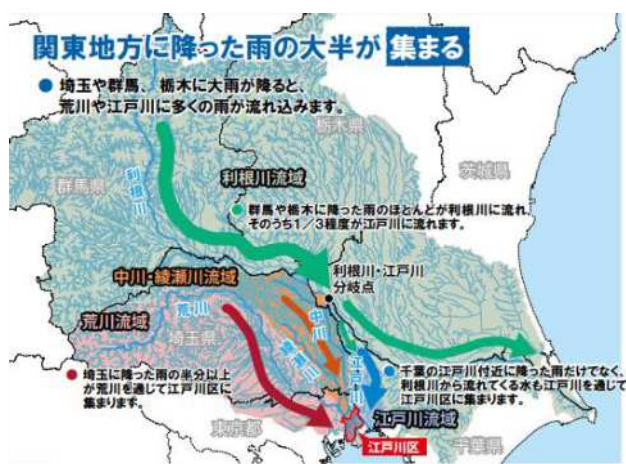 関東地方に降った雨の大半が 集まる
● 埼玉や群馬、栃木に大雨が降ると、
荒川や江戸川に多くの雨が流れ込みます。
栃木県
茨城県
群馬県
利根川
利根川流域
● 群馬や栃木に降った雨のほとんどが利根川に流れ、
そのうち1／3程度が江戸川に流れます。
中川・綾瀬川流域
利根川・江戸川
分岐点
荒川流域
荒川
埼玉県
中川
綾瀬川
江戸川
● 埼玉に降った雨の半分以上
が荒川を通じて江戸川区に
集まります。
● 千葉の江戸川付近に降った雨だけでなく、
利根川から流れてくる水も江戸川を通じて
江戸川区に集まります。
東京都
江戸川流域
江戸川区
千葉県